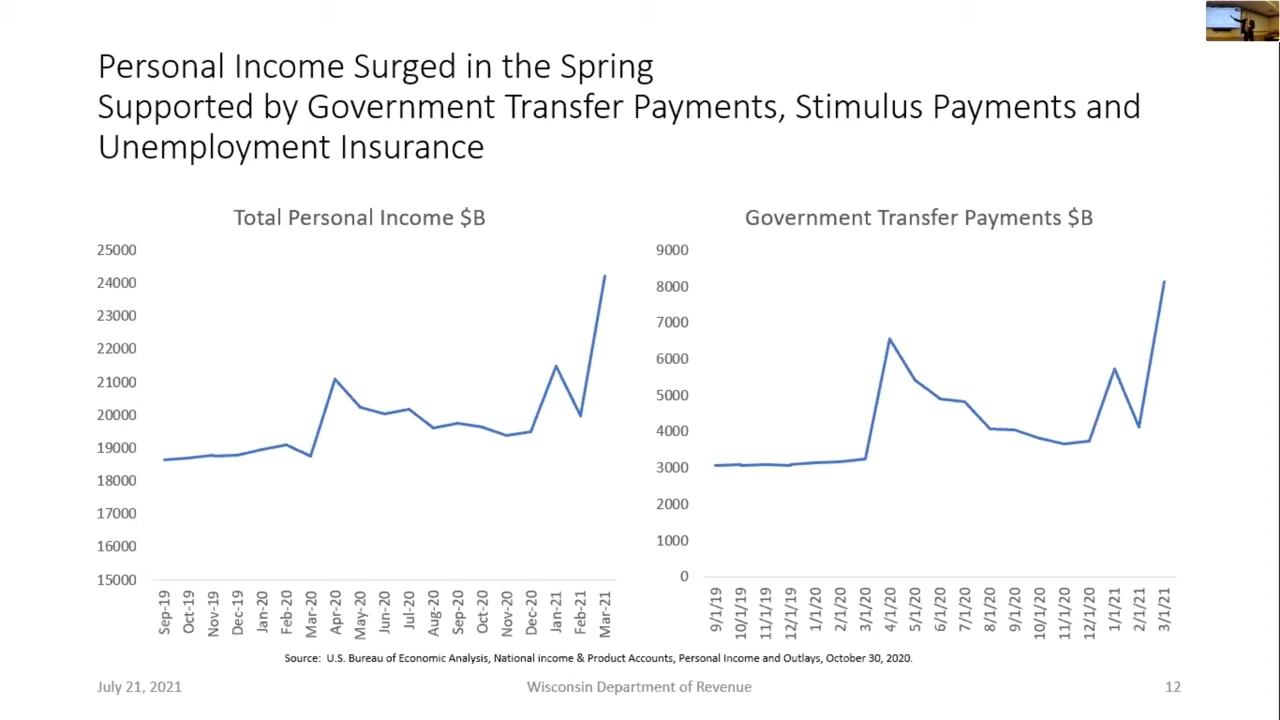 Personal Income Surged in the Spring
Supported by Government Transfer Payments, Stimulus Payments and
Unemployment Insurance
Total Personal Income $B
25000
24000
23000
22000
21000
20000
19000
18000
17000
16000
15000
Sep-19
Oct-19
Nov-19
Dec-19
Jan-20
Feb-20
Mar-20
Apr-20
May-20
Jun-20
Jul-20
Aug-20
Sep-20
Oct-20
Nov-20
Dec-20
Jan-21
Feb-21
Mar-21
Government Transfer Payments $B
9000
8000
7000
6000
5000
4000
3000
2000
1000
0
9/1/19
10/1/19
11/1/19
12/1/19
1/1/20
2/1/20
3/1/20
4/1/20
5/1/20
6/1/20
7/1/20
8/1/20
9/1/20
10/1/20
11/1/20
12/1/20
1/1/21
2/1/21
3/1/21
Source: U.S. Bureau of Economic Analysis, National income & Product Accounts, Personal Income and Outlays, October 30, 2020.
July 21, 2021
Wisconsin Department of Revenue
12